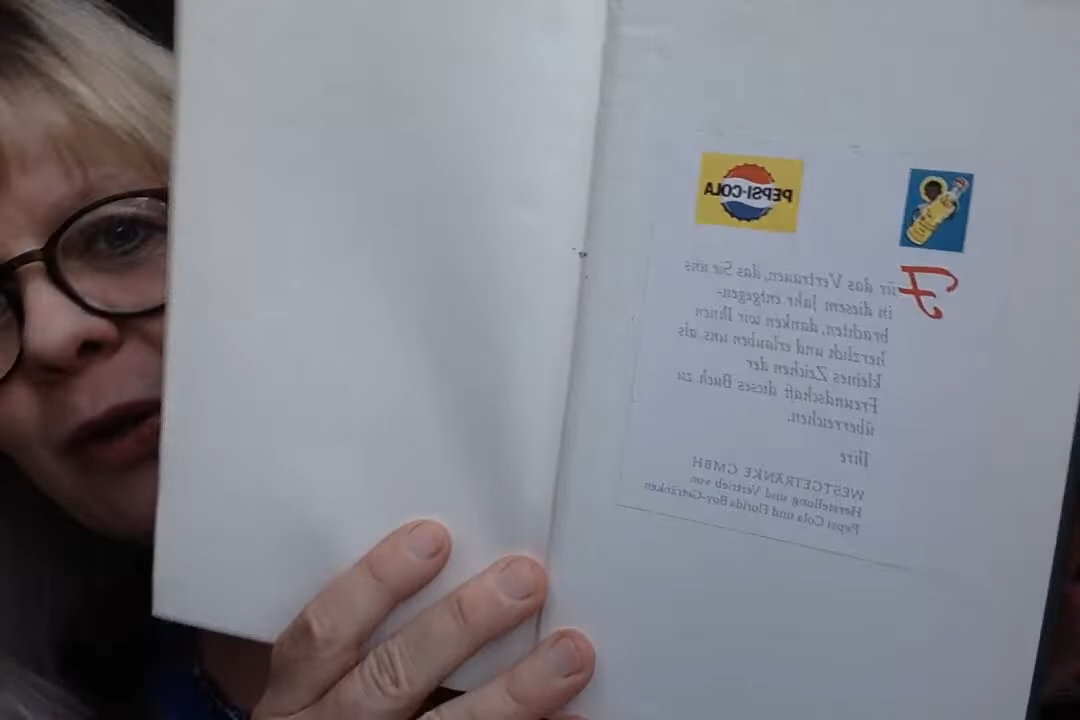 PEPSI-COLA
Für das Vertrauen, das Sie uns
in diesem Jahr entgegen-
brachten, danken wir Ihnen
herzlich und erlauben uns, als
kleines Zeichen der
Freundschaft dieses Buch zu
überreichen.
Ihre
WESTGETRÄNKE GMBH
Herstellung und Vertrieb von
Pepsi Cola und Florida Boy-Getränken